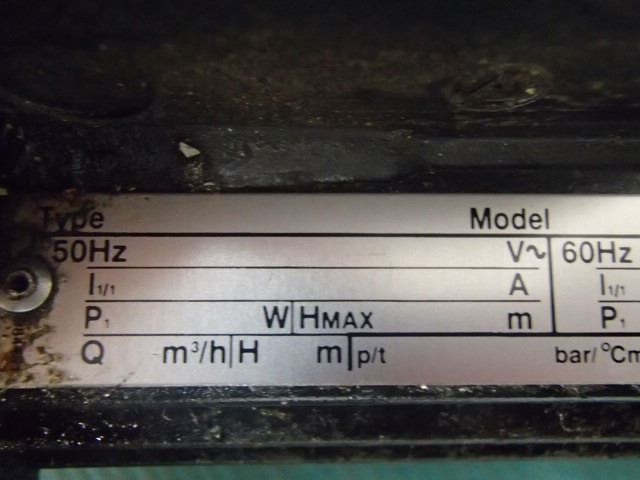 Type Model
50Hz V~ 60Hz
I1/1 A I1/1
P1 W HMAX m P1
Q m³/h H m p/t bar/°Cm